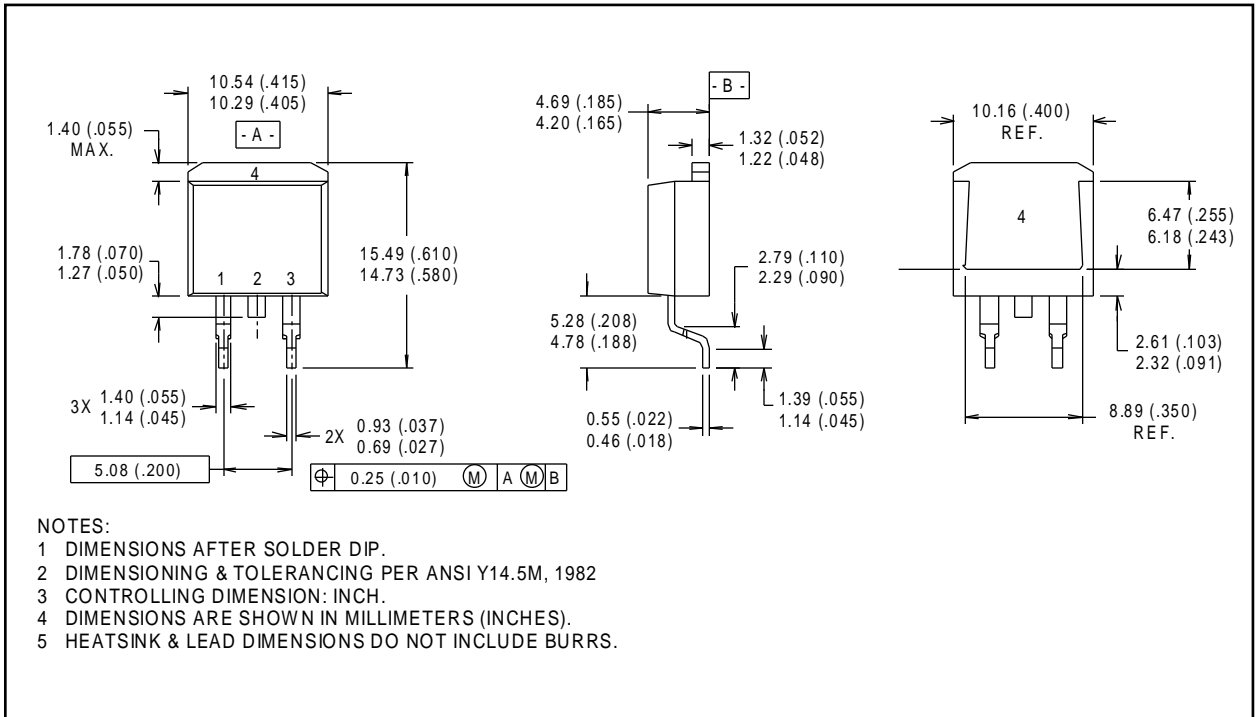 10.54 (.415)
10.29 (.405)
- A -
1.40 (.055)
MAX.
4
1.78 (.070)
1.27 (.050)
1 2 3
15.49 (.610)
14.73 (.580)
3X 1.40 (.055)
1.14 (.045)
2X 0.93 (.037)
0.69 (.027)
5.08 (.200)
⌖ 0.25 (.010) Ⓜ A Ⓜ B
- B -
4.69 (.185)
4.20 (.165)
1.32 (.052)
1.22 (.048)
2.79 (.110)
2.29 (.090)
5.28 (.208)
4.78 (.188)
1.39 (.055)
1.14 (.045)
0.55 (.022)
0.46 (.018)
10.16 (.400)
REF.
4
6.47 (.255)
6.18 (.243)
2.61 (.103)
2.32 (.091)
8.89 (.350)
REF.
NOTES:
1 DIMENSIONS AFTER SOLDER DIP.
2 DIMENSIONING & TOLERANCING PER ANSI Y14.5M, 1982
3 CONTROLLING DIMENSION: INCH.
4 DIMENSIONS ARE SHOWN IN MILLIMETERS (INCHES).
5 HEATSINK & LEAD DIMENSIONS DO NOT INCLUDE BURRS.